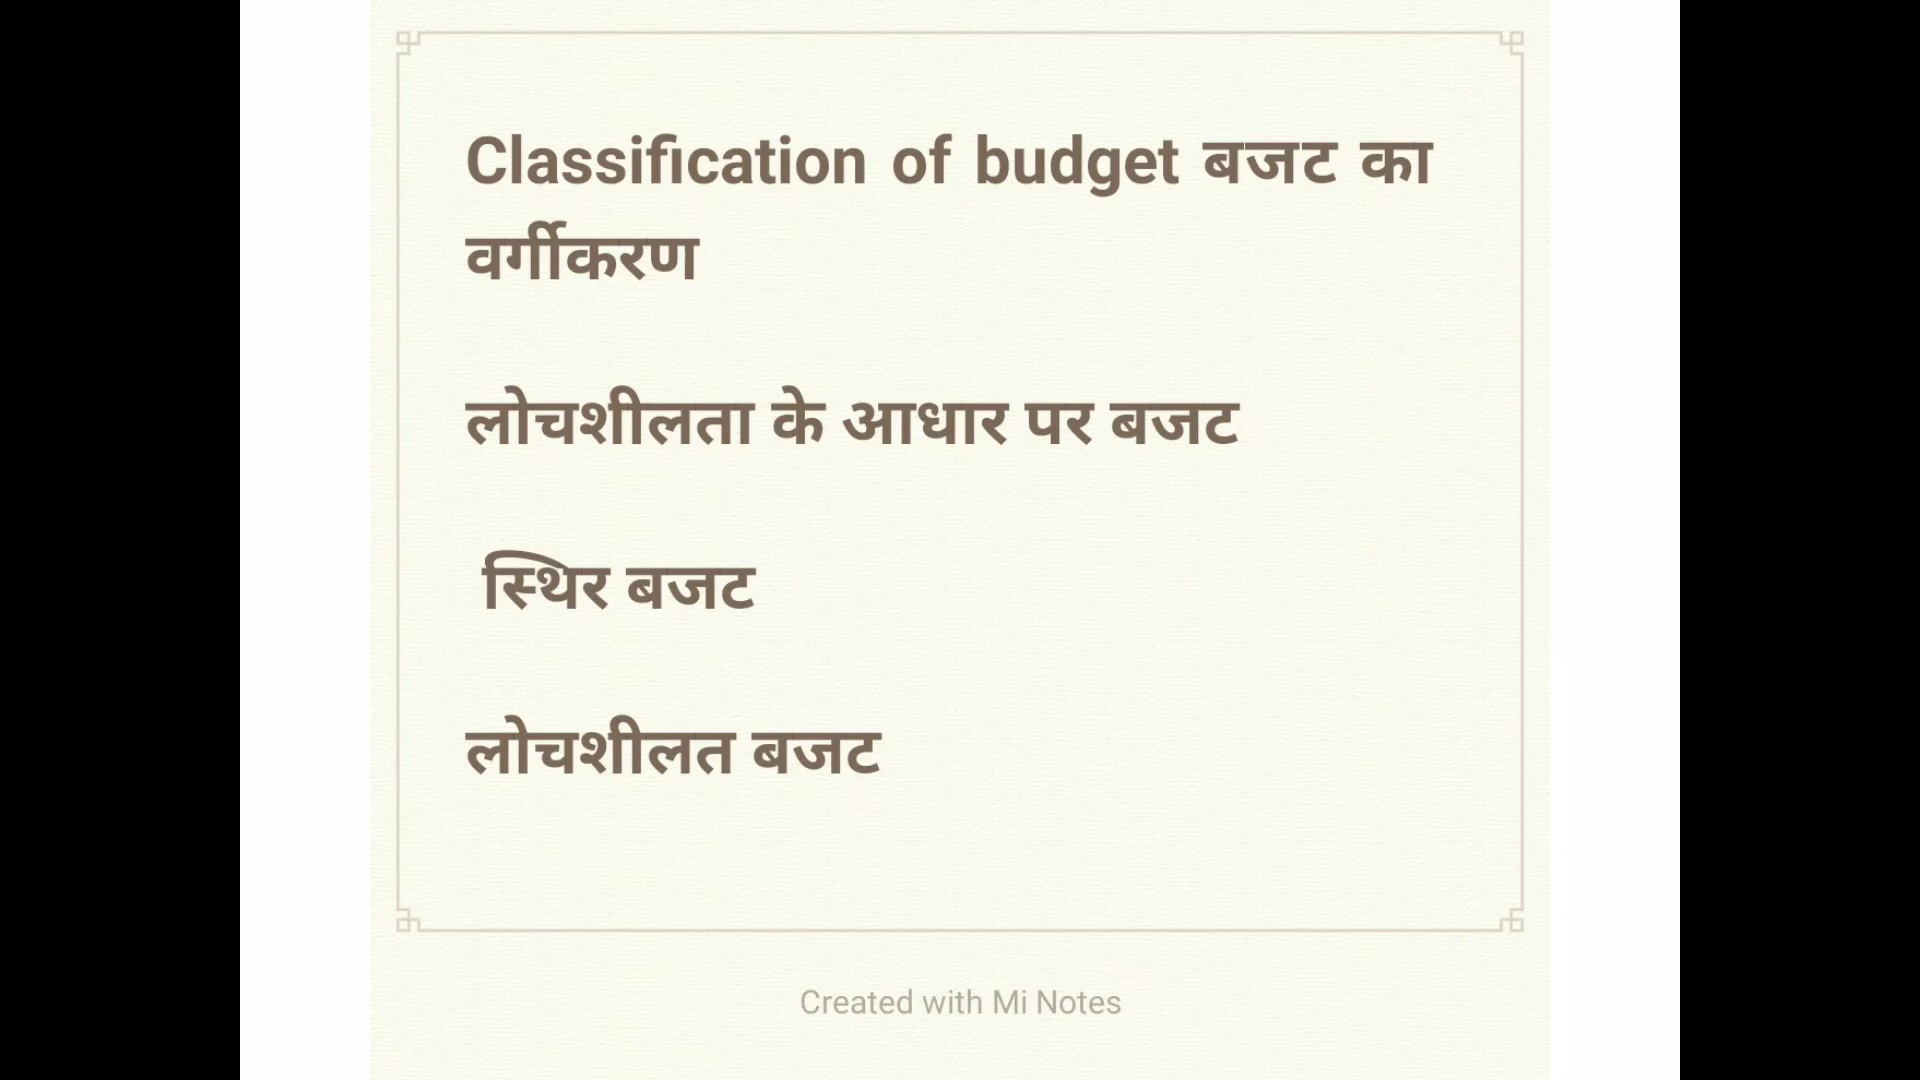 Classification of budget बजट का
वर्गीकरण
लोचशीलता के आधार पर बजट
स्थिर बजट
लोचशीलत बजट
Created with Mi Notes